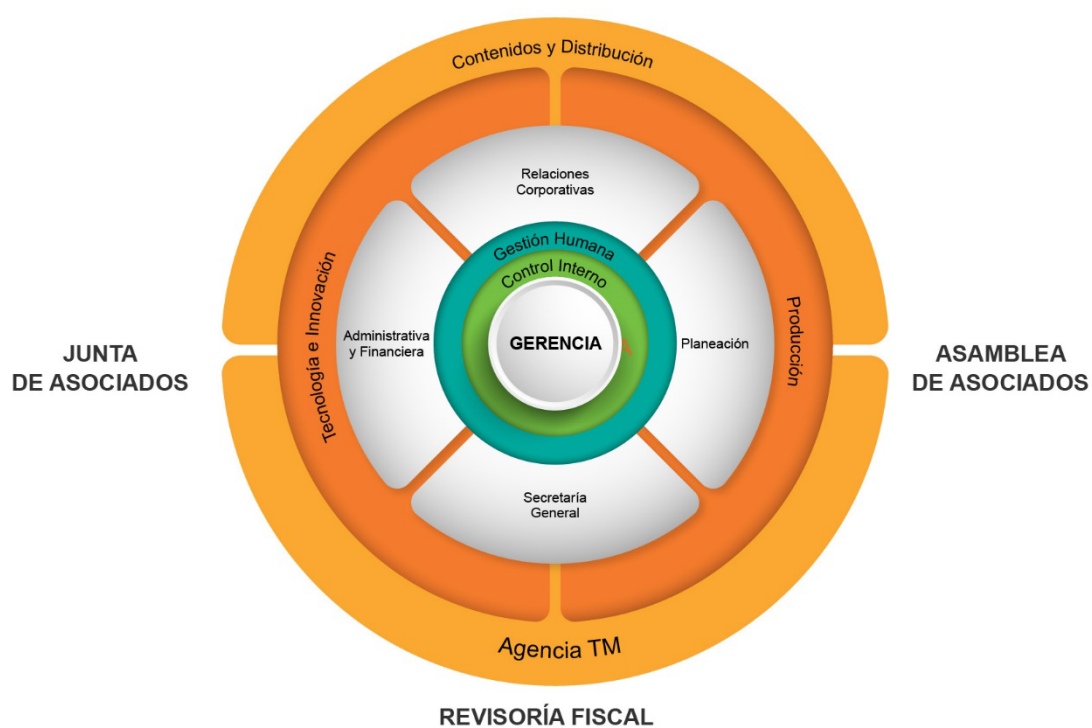 Contenidos y Distribución
Relaciones
Corporativas
Gestión Humana
Control Interno
Tecnología e Innovación
Administrativa
y Financiera
GERENCIA
Planeación
Producción
JUNTA
DE ASOCIADOS
ASAMBLEA
DE ASOCIADOS
Secretaría
General
Agencia TM
REVISORÍA FISCAL